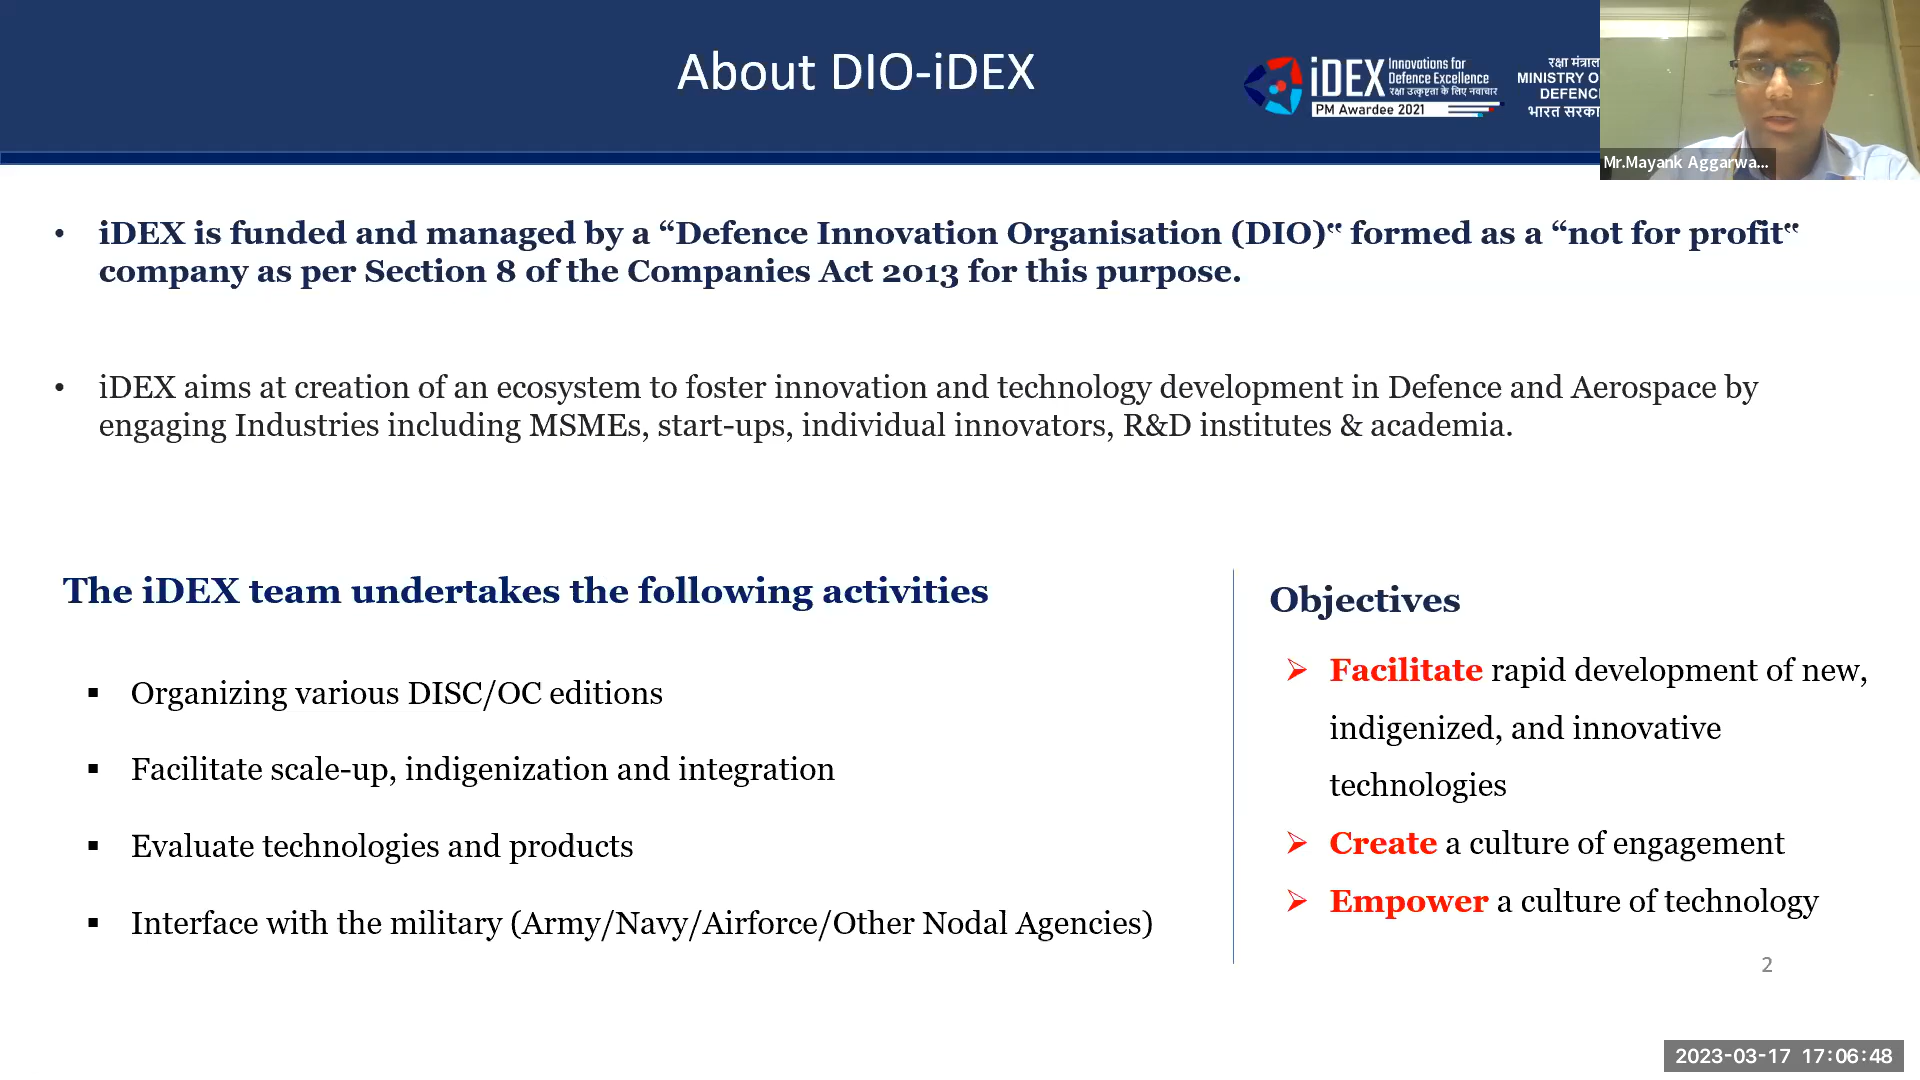 About DIO-iDEX
iDEX Innovations for
Defence Excellence
रक्षा उत्कृष्टता के लिए नवाचार
PM Awardee 2021
रक्षा मंत्राल
MINISTRY O
DEFENC
भारत सरका
Mr.Mayank Aggarwa...
• iDEX is funded and managed by a “Defence Innovation Organisation (DIO)‟ formed as a “not for profit‟
company as per Section 8 of the Companies Act 2013 for this purpose.
• iDEX aims at creation of an ecosystem to foster innovation and technology development in Defence and Aerospace by
engaging Industries including MSMEs, start-ups, individual innovators, R&D institutes & academia.
The iDEX team undertakes the following activities
▪ Organizing various DISC/OC editions
▪ Facilitate scale-up, indigenization and integration
▪ Evaluate technologies and products
▪ Interface with the military (Army/Navy/Airforce/Other Nodal Agencies)
Objectives
➢ Facilitate rapid development of new,
indigenized, and innovative
technologies
➢ Create a culture of engagement
➢ Empower a culture of technology
2
2023-03-17 17:06:48